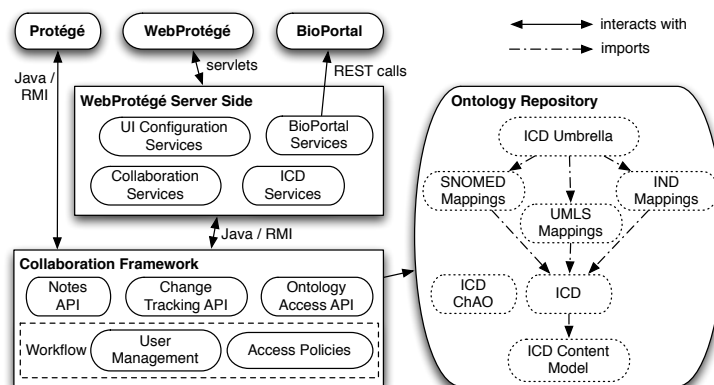 Protégé
WebProtégé
BioPortal
interacts with
imports
Java /
RMI
servlets
REST calls
WebProtégé Server Side
UI Configuration
Services
BioPortal
Services
Collaboration
Services
ICD
Services
Java / RMI
Collaboration Framework
Notes
API
Change
Tracking API
Ontology
Access API
Workflow
User
Management
Access Policies
Ontology Repository
ICD Umbrella
SNOMED
Mappings
UMLS
Mappings
IND
Mappings
ICD
ChAO
ICD
ICD Content
Model